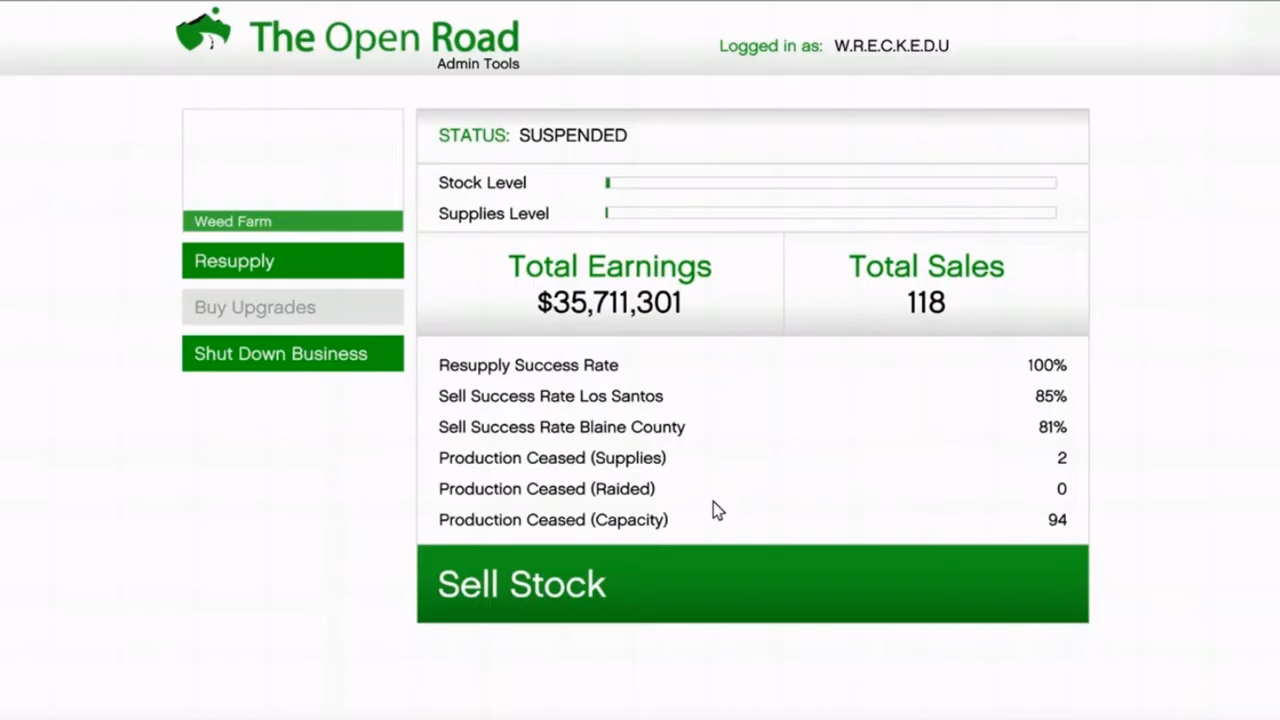 The Open Road
Admin Tools
Logged in as: W.R.E.C.K.E.D.U
Weed Farm
Resupply
Buy Upgrades
Shut Down Business
STATUS: SUSPENDED
Stock Level
Supplies Level
Total Earnings
$35,711,301
Total Sales
118
Resupply Success Rate 100%
Sell Success Rate Los Santos 85%
Sell Success Rate Blaine County 81%
Production Ceased (Supplies) 2
Production Ceased (Raided) 0
Production Ceased (Capacity) 94
Sell Stock